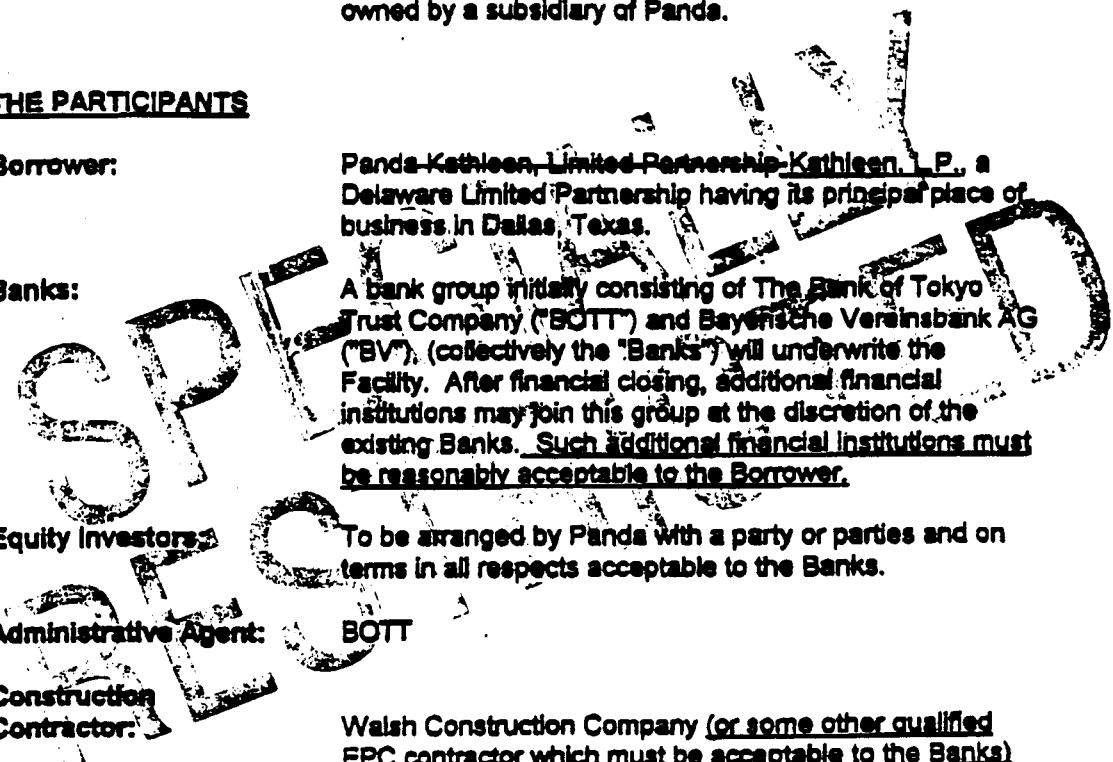 owned by a subsidiary of Panda.
THE PARTICIPANTS
Borrower: Panda Kathleen, Limited Partnership Kathleen, L.P., a
Delaware Limited Partnership having its principal place of
business in Dallas, Texas.
Banks: A bank group initially consisting of The Bank of Tokyo
Trust Company ("BOTT") and Bayerische Vereinsbank AG
("BV"), (collectively the "Banks") will underwrite the
Facility. After financial closing, additional financial
institutions may join this group at the discretion of the
existing Banks. Such additional financial institutions must
be reasonably acceptable to the Borrower.
Equity Investors: To be arranged by Panda with a party or parties and on
terms in all respects acceptable to the Banks.
Administrative Agent: BOTT
Construction
Contractor: Walsh Construction Company (or some other qualified
EPC contractor which must be acceptable to the Banks)
SPECIALLY
RESTRICTED